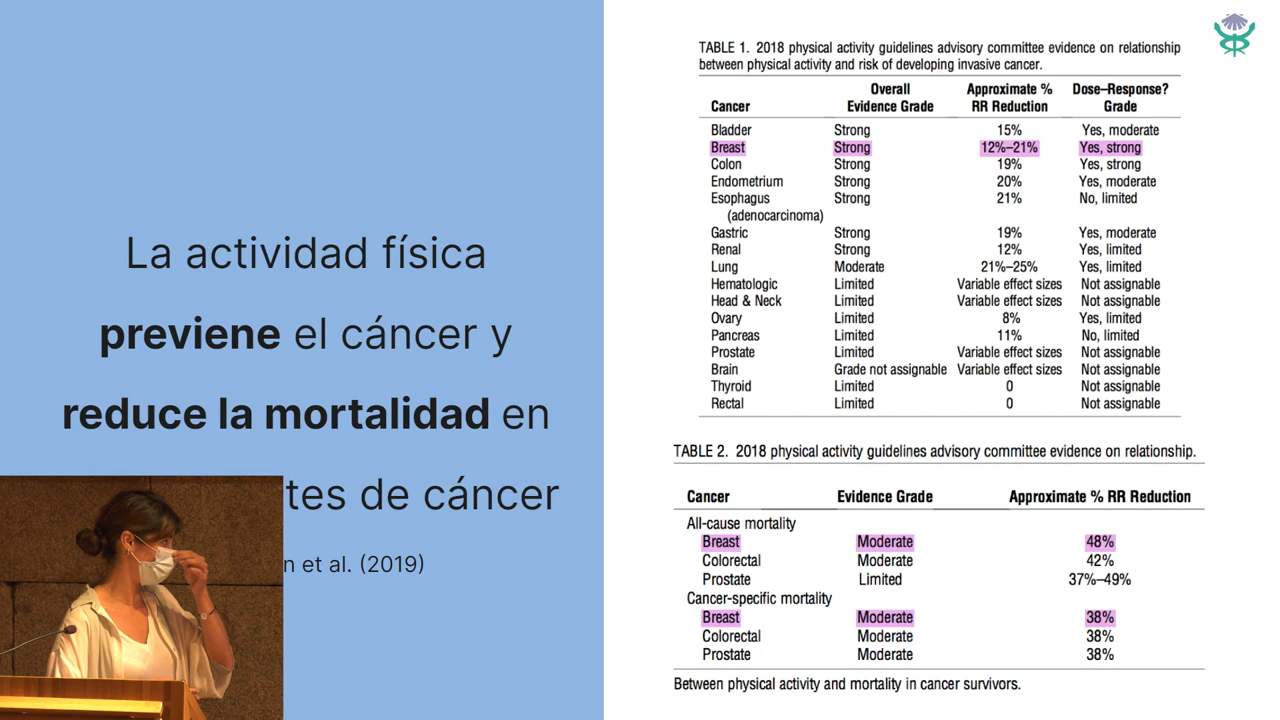 La actividad física
previene el cáncer y
reduce la mortalidad en
tes de cáncer
n et al. (2019)
TABLE 1. 2018 physical activity guidelines advisory committee evidence on relationship
between physical activity and risk of developing invasive cancer.
Cancer Overall Evidence Grade Approximate % RR Reduction Dose–Response? Grade
Bladder Strong 15% Yes, moderate
Breast Strong 12%–21% Yes, strong
Colon Strong 19% Yes, strong
Endometrium Strong 20% Yes, moderate
Esophagus Strong 21% No, limited
(adenocarcinoma)
Gastric Strong 19% Yes, moderate
Renal Strong 12% Yes, limited
Lung Moderate 21%–25% Yes, limited
Hematologic Limited Variable effect sizes Not assignable
Head & Neck Limited Variable effect sizes Not assignable
Ovary Limited 8% Yes, limited
Pancreas Limited 11% No, limited
Prostate Limited Variable effect sizes Not assignable
Brain Grade not assignable Variable effect sizes Not assignable
Thyroid Limited 0 Not assignable
Rectal Limited 0 Not assignable
TABLE 2. 2018 physical activity guidelines advisory committee evidence on relationship.
Cancer Evidence Grade Approximate % RR Reduction
All-cause mortality
Breast Moderate 48%
Colorectal Moderate 42%
Prostate Limited 37%–49%
Cancer-specific mortality
Breast Moderate 38%
Colorectal Moderate 38%
Prostate Moderate 38%
Between physical activity and mortality in cancer survivors.